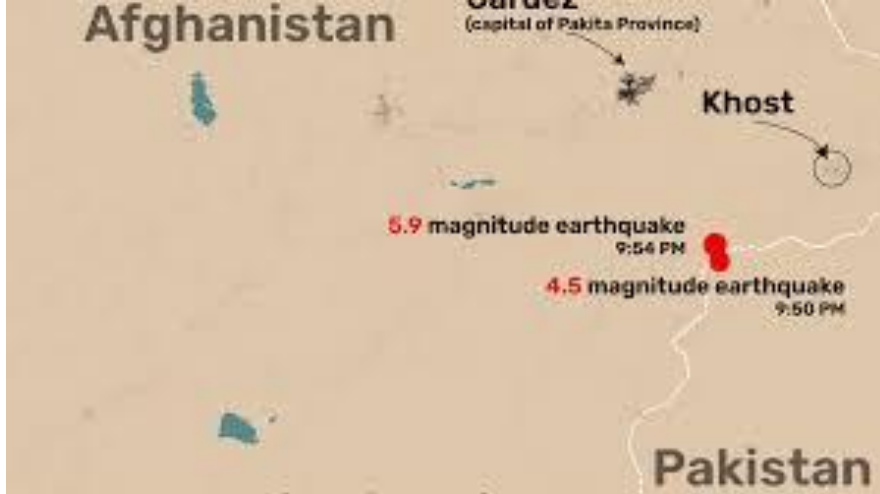 Afghanistan
Gardez
(capital of Pakita Province)
Khost
5.9 magnitude earthquake
9:54 PM
4.5 magnitude earthquake
9:50 PM
Pakistan